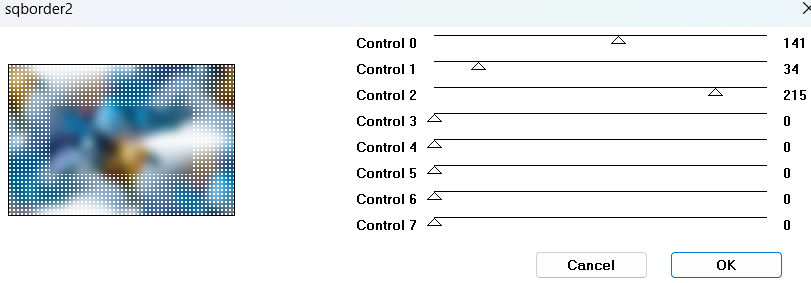 sqborder2
Control 0 141
Control 1 34
Control 2 215
Control 3 0
Control 4 0
Control 5 0
Control 6 0
Control 7 0
Cancel OK